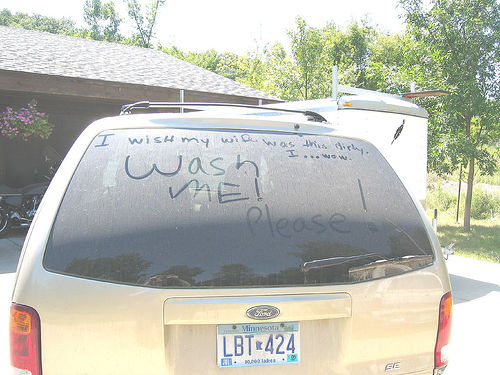 I wish my wife was this dirty.
I...wow.
Wash
ME!
Please!
Ford
Minnesota
LBT 424
10,000 lakes